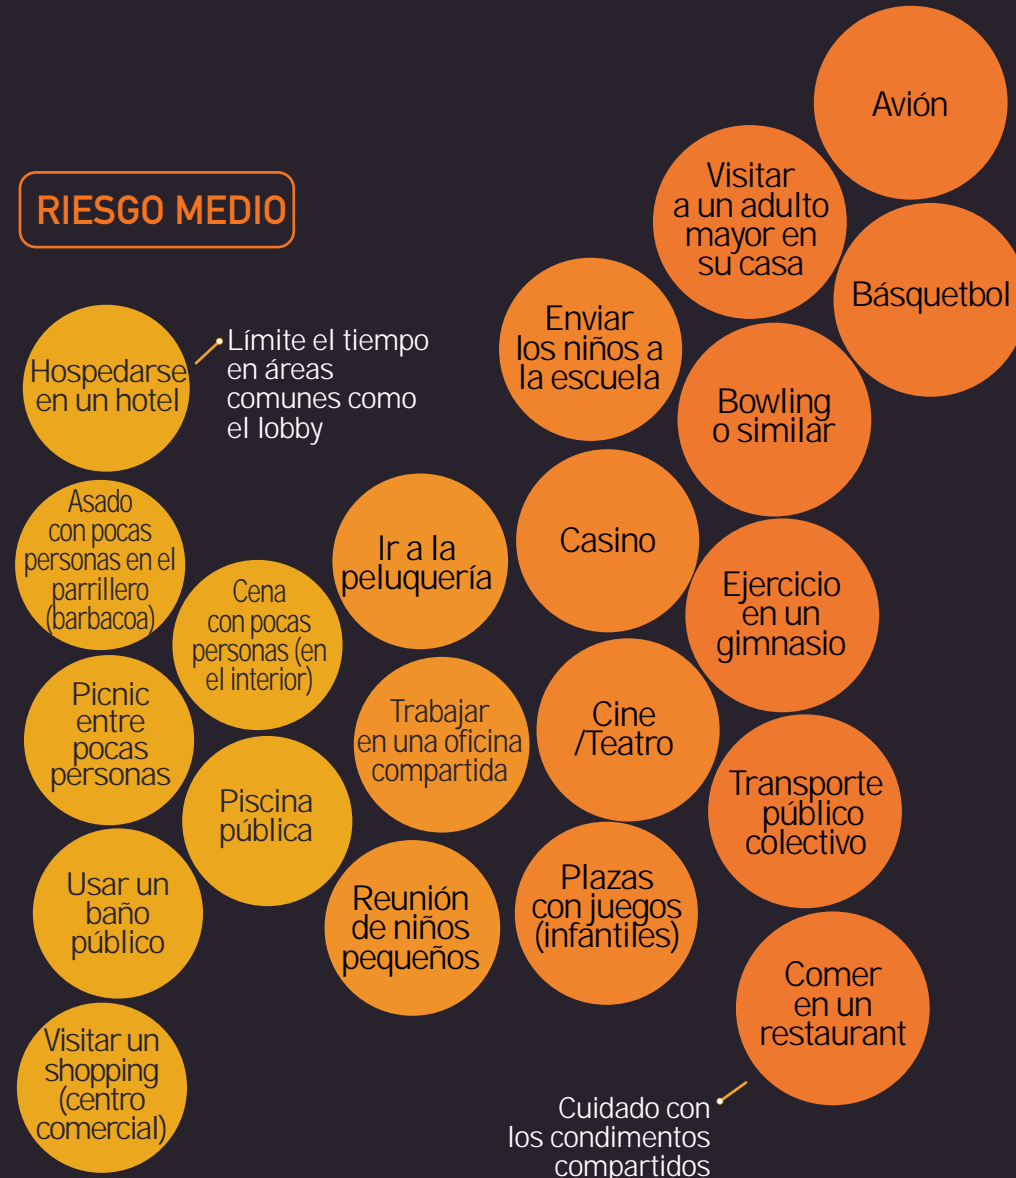 RIESGO MEDIO
Avión
Visitar
a un adulto
mayor en
su casa
Básquetbol
Enviar
los niños a
la escuela
Bowling
o similar
Hospedarse
en un hotel
Límite el tiempo
en áreas
comunes como
el lobby
Asado
con pocas
personas en el
parrillero
(barbacoa)
Cena
con pocas
personas (en
el interior)
Ir a la
peluquería
Casino
Ejercicio
en un
gimnasio
Picnic
entre
pocas
personas
Piscina
pública
Trabajar
en una oficina
compartida
Cine
/Teatro
Transporte
público
colectivo
Usar un
baño
público
Reunión
de niños
pequeños
Plazas
con juegos
(infantiles)
Comer
en un
restaurant
Visitar un
shopping
(centro
comercial)
Cuidado con
los condimentos
compartidos